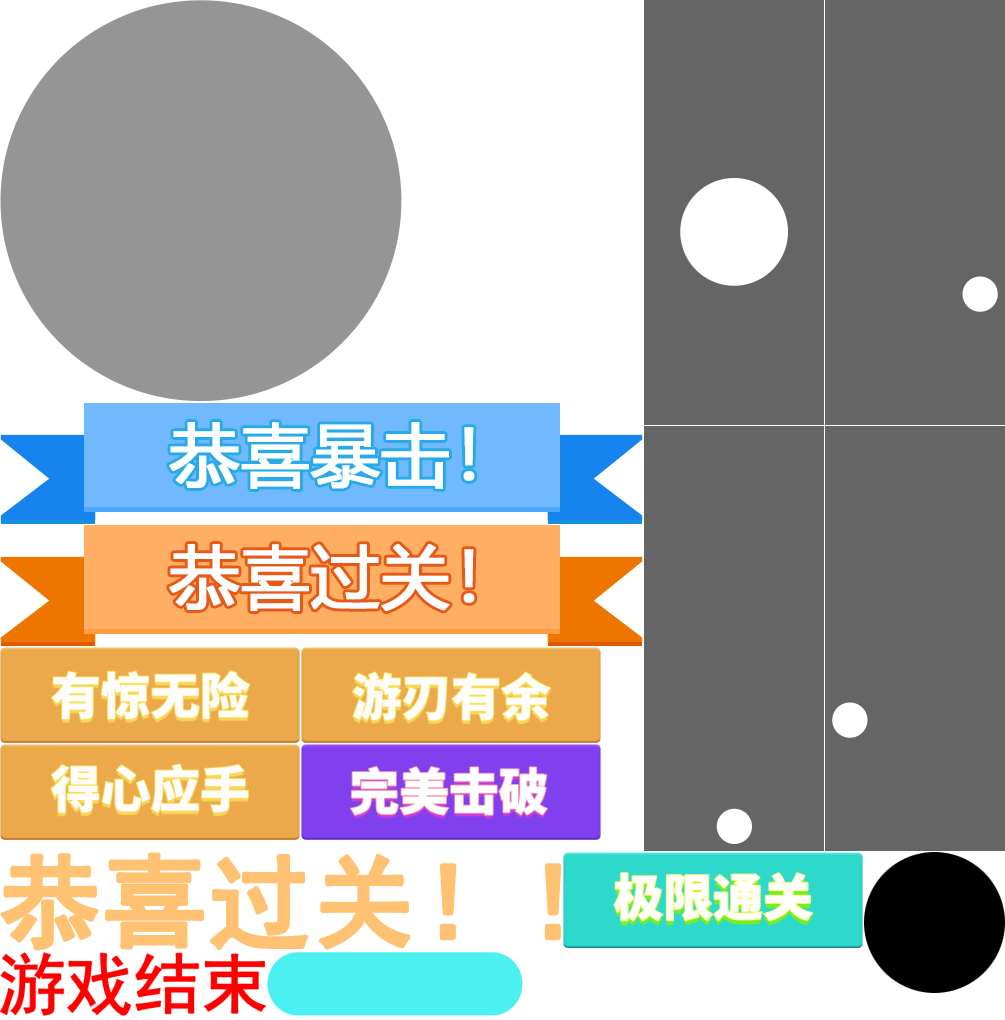 恭喜暴击！
恭喜过关！
有惊无险
游刃有余
得心应手
完美击破
恭喜过关！！
极限通关
游戏结束